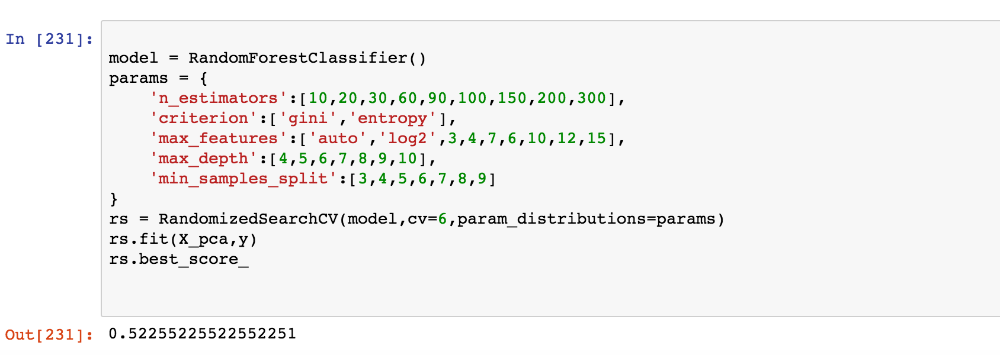 In [231]:
model = RandomForestClassifier()
params = {
    'n_estimators':[10,20,30,60,90,100,150,200,300],
    'criterion':['gini','entropy'],
    'max_features':['auto','log2',3,4,7,6,10,12,15],
    'max_depth':[4,5,6,7,8,9,10],
    'min_samples_split':[3,4,5,6,7,8,9]
}
rs = RandomizedSearchCV(model,cv=6,param_distributions=params)
rs.fit(X_pca,y)
rs.best_score_
Out[231]: 0.52255225522552251